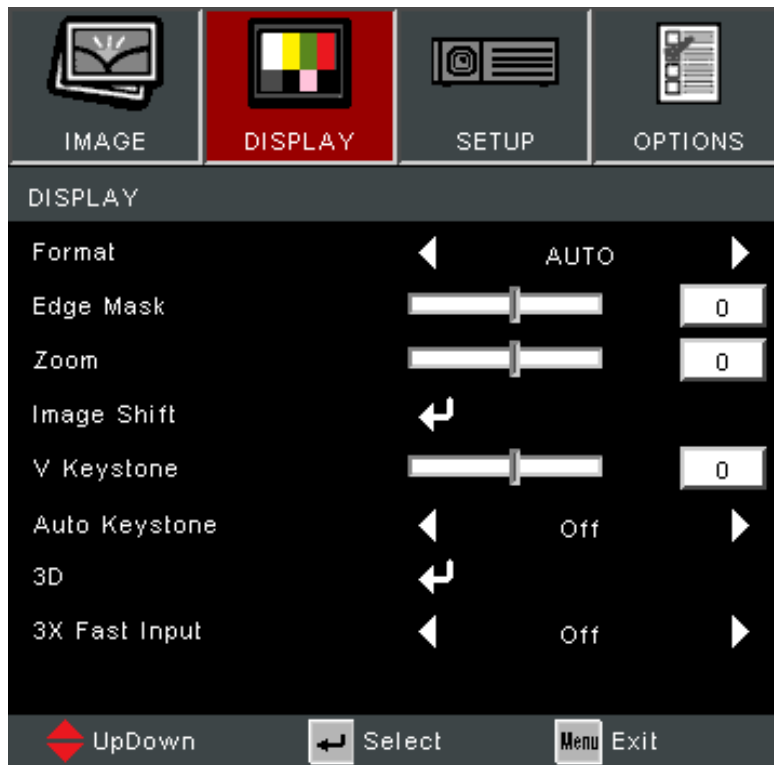 IMAGE DISPLAY SETUP OPTIONS
DISPLAY
Format AUTO
Edge Mask 0
Zoom 0
Image Shift
V Keystone 0
Auto Keystone Off
3D
3X Fast Input Off
UpDown Select Menu Exit